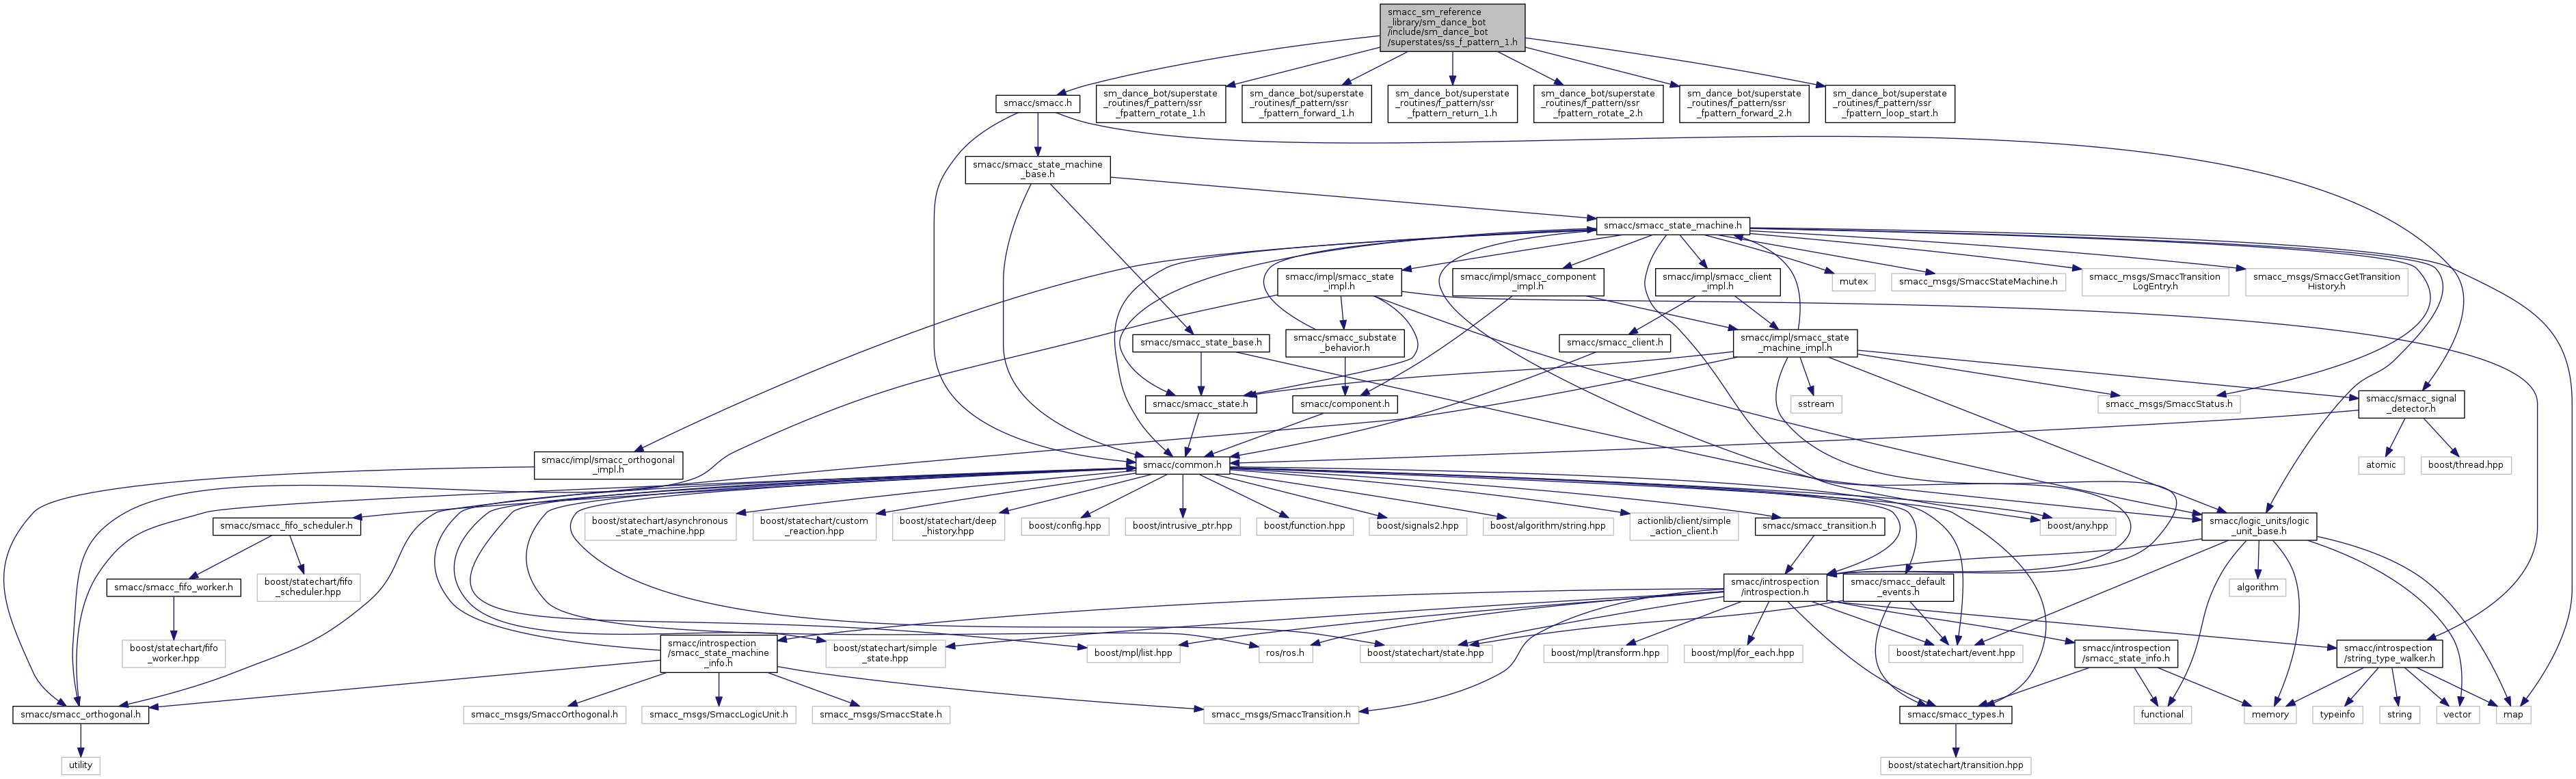 smacc_sm_reference
_library/sm_dance_bot
/include/sm_dance_bot
/superstates/ss_f_pattern_1.h
smacc/smacc.h
sm_dance_bot/superstate
_routines/f_pattern/ssr
_fpattern_rotate_1.h
sm_dance_bot/superstate
_routines/f_pattern/ssr
_fpattern_forward_1.h
sm_dance_bot/superstate
_routines/f_pattern/ssr
_fpattern_return_1.h
sm_dance_bot/superstate
_routines/f_pattern/ssr
_fpattern_rotate_2.h
sm_dance_bot/superstate
_routines/f_pattern/ssr
_fpattern_forward_2.h
sm_dance_bot/superstate
_routines/f_pattern/ssr
_fpattern_loop_start.h
smacc/smacc_state_machine
_base.h
smacc/smacc_state_machine.h
smacc/impl/smacc_state
_impl.h
smacc/impl/smacc_component
_impl.h
smacc/impl/smacc_client
_impl.h
mutex
smacc_msgs/SmaccStateMachine.h
smacc_msgs/SmaccTransition
LogEntry.h
smacc_msgs/SmaccGetTransition
History.h
smacc/smacc_state_base.h
smacc/smacc_substate
_behavior.h
smacc/smacc_client.h
smacc/impl/smacc_state
_machine_impl.h
smacc/smacc_state.h
smacc/component.h
sstream
smacc_msgs/SmaccStatus.h
smacc/smacc_signal
_detector.h
smacc/impl/smacc_orthogonal
_impl.h
smacc/common.h
atomic
boost/thread.hpp
smacc/smacc_fifo_scheduler.h
boost/statechart/asynchronous
_state_machine.hpp
boost/statechart/custom
_reaction.hpp
boost/statechart/deep
_history.hpp
boost/config.hpp
boost/intrusive_ptr.hpp
boost/function.hpp
boost/signals2.hpp
boost/algorithm/string.hpp
actionlib/client/simple
_action_client.h
smacc/smacc_transition.h
boost/any.hpp
smacc/logic_units/logic
_unit_base.h
smacc/smacc_fifo_worker.h
boost/statechart/fifo
_scheduler.hpp
smacc/introspection
/introspection.h
smacc/smacc_default
_events.h
algorithm
boost/statechart/fifo
_worker.hpp
smacc/introspection
/smacc_state_machine
_info.h
boost/statechart/simple
_state.hpp
boost/mpl/list.hpp
ros/ros.h
boost/statechart/state.hpp
boost/mpl/transform.hpp
boost/mpl/for_each.hpp
boost/statechart/event.hpp
smacc/introspection
/smacc_state_info.h
smacc/introspection
/string_type_walker.h
smacc/smacc_orthogonal.h
smacc_msgs/SmaccOrthogonal.h
smacc_msgs/SmaccLogicUnit.h
smacc_msgs/SmaccState.h
smacc_msgs/SmaccTransition.h
smacc/smacc_types.h
functional
memory
typeinfo
string
vector
map
utility
boost/statechart/transition.hpp